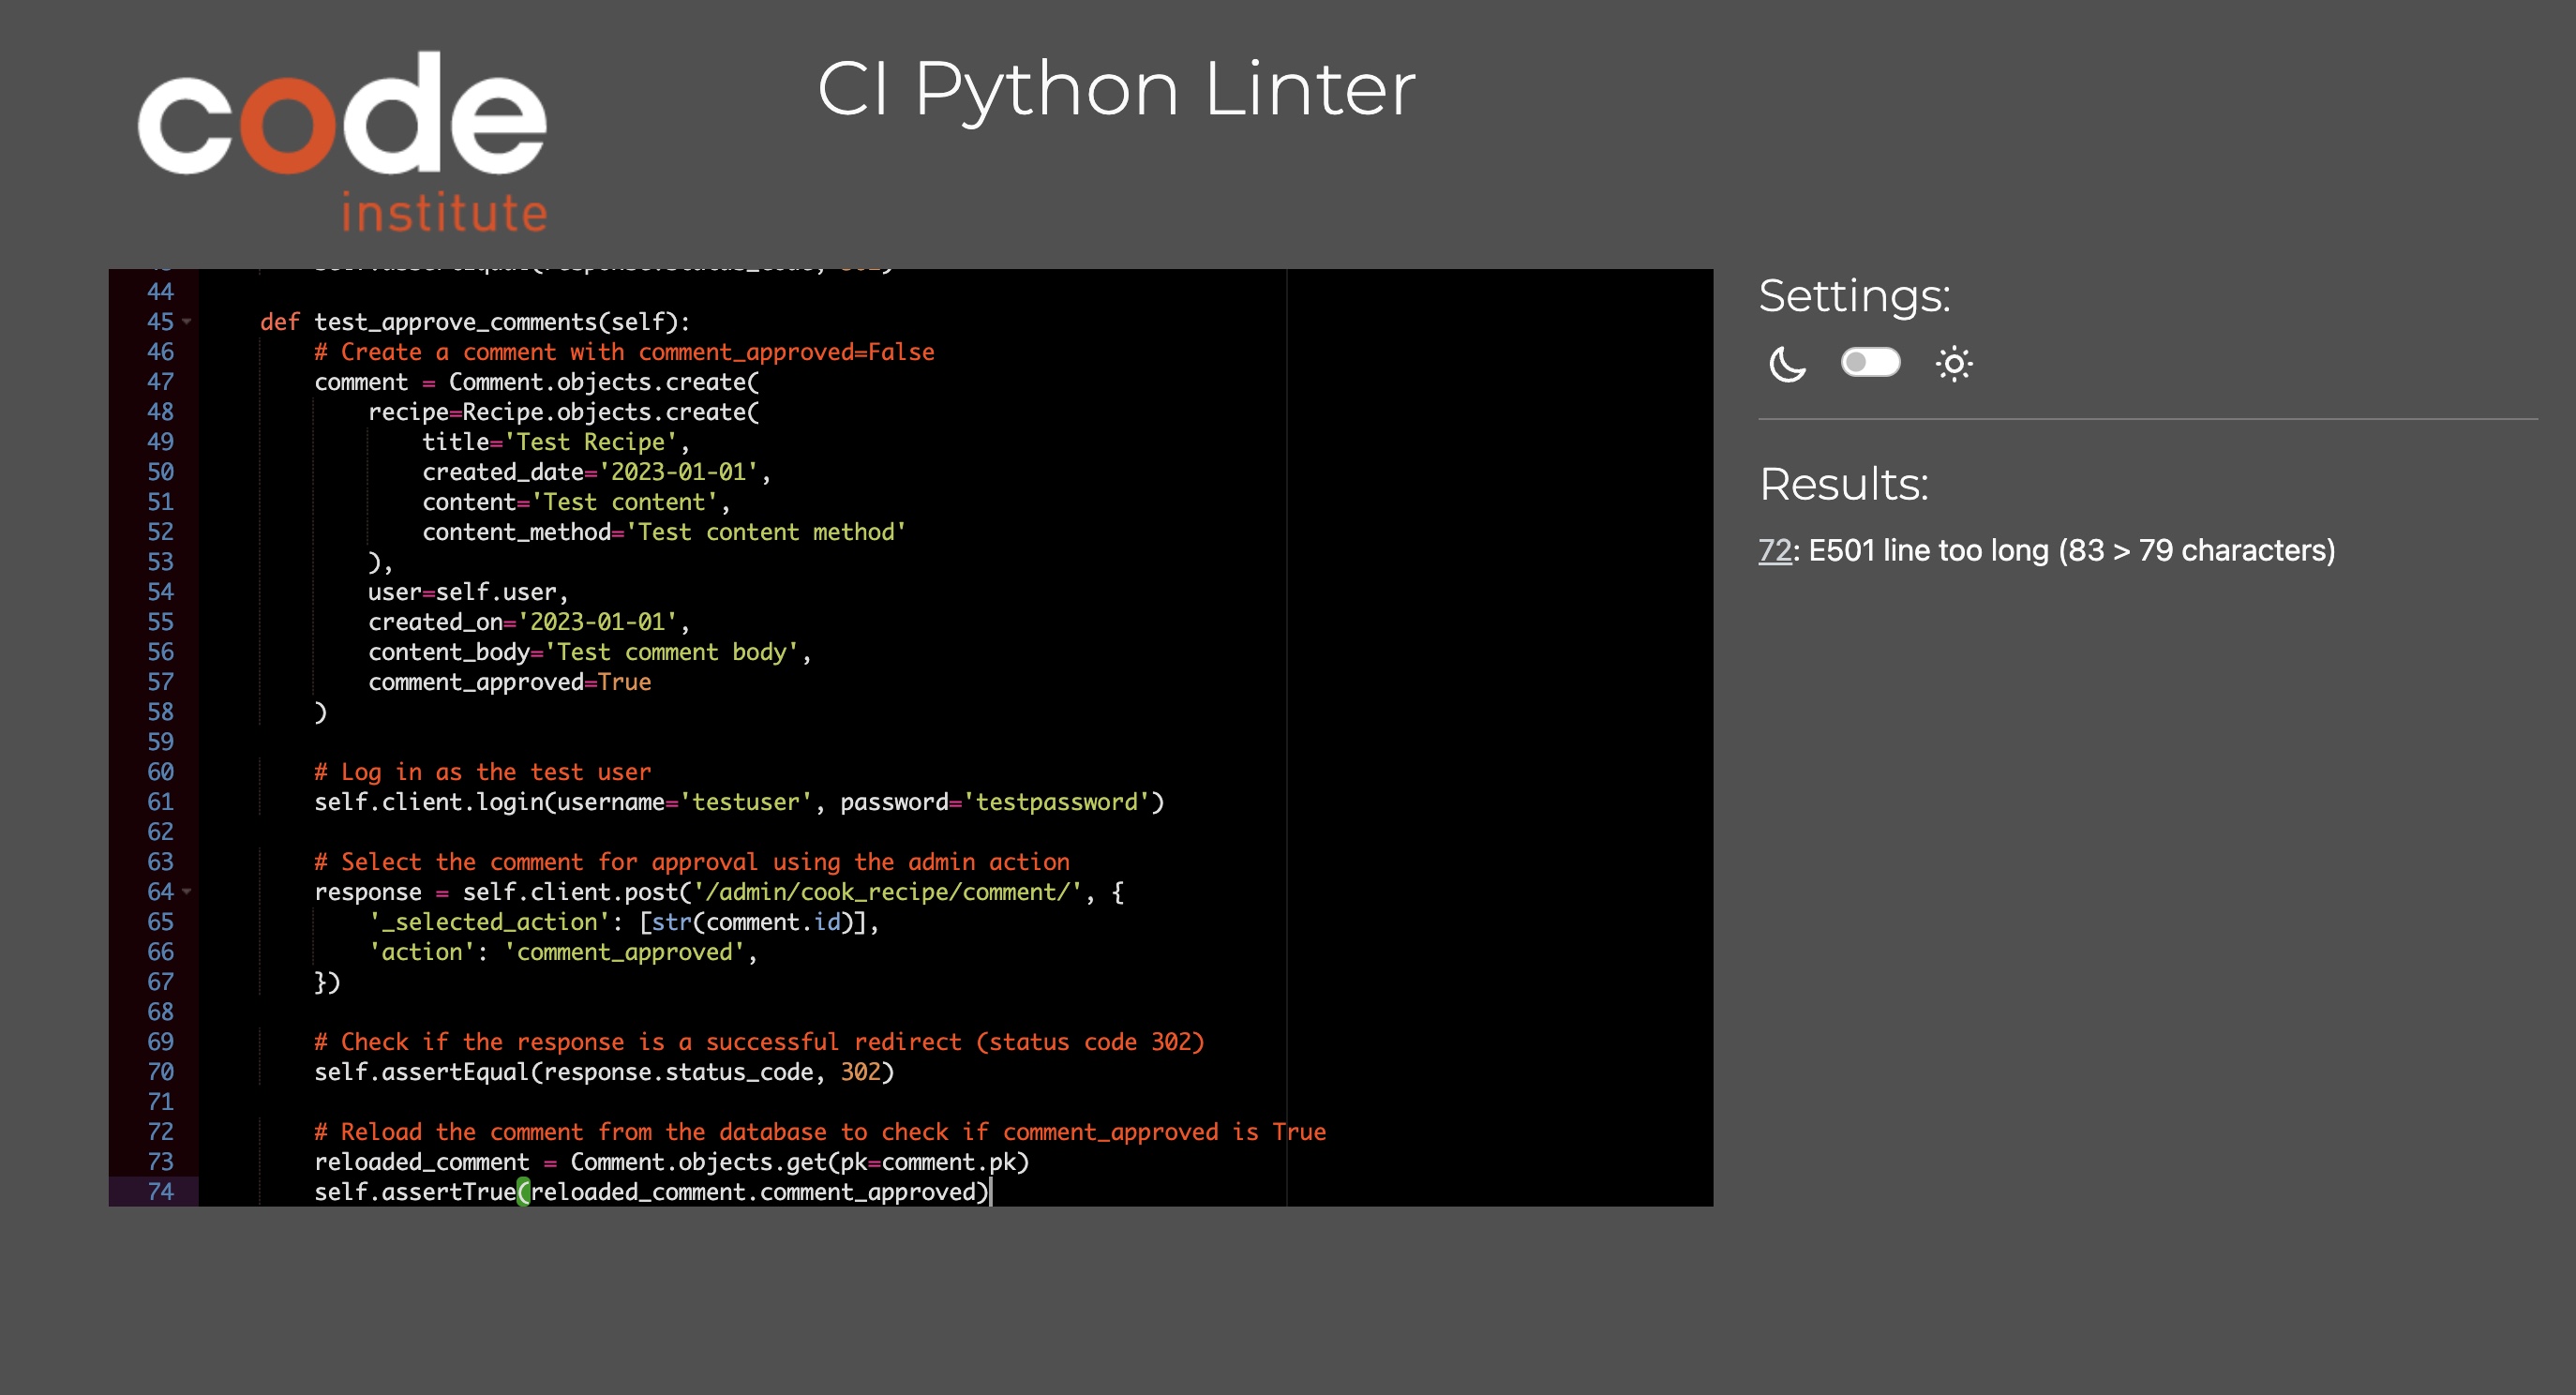 code
institute
CI Python Linter
44
45 def test_approve_comments(self):
46 # Create a comment with comment_approved=False
47 comment = Comment.objects.create(
48 recipe=Recipe.objects.create(
49 title='Test Recipe',
50 created_date='2023-01-01',
51 content='Test content',
52 content_method='Test content method'
53 ),
54 user=self.user,
55 created_on='2023-01-01',
56 content_body='Test comment body',
57 comment_approved=True
58 )
59
60 # Log in as the test user
61 self.client.login(username='testuser', password='testpassword')
62
63 # Select the comment for approval using the admin action
64 response = self.client.post('/admin/cook_recipe/comment/', {
65 '_selected_action': [str(comment.id)],
66 'action': 'comment_approved',
67 })
68
69 # Check if the response is a successful redirect (status code 302)
70 self.assertEqual(response.status_code, 302)
71
72 # Reload the comment from the database to check if comment_approved is True
73 reloaded_comment = Comment.objects.get(pk=comment.pk)
74 self.assertTrue(reloaded_comment.comment_approved)
Settings:
Results:
72: E501 line too long (83 > 79 characters)